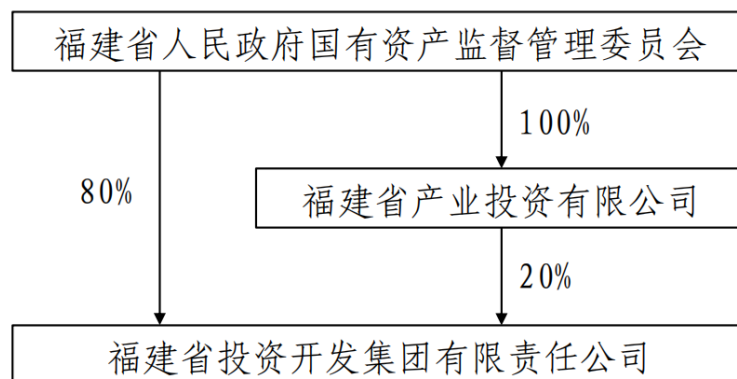 福建省人民政府国有资产监督管理委员会
100%
80%
福建省产业投资有限公司
20%
福建省投资开发集团有限责任公司